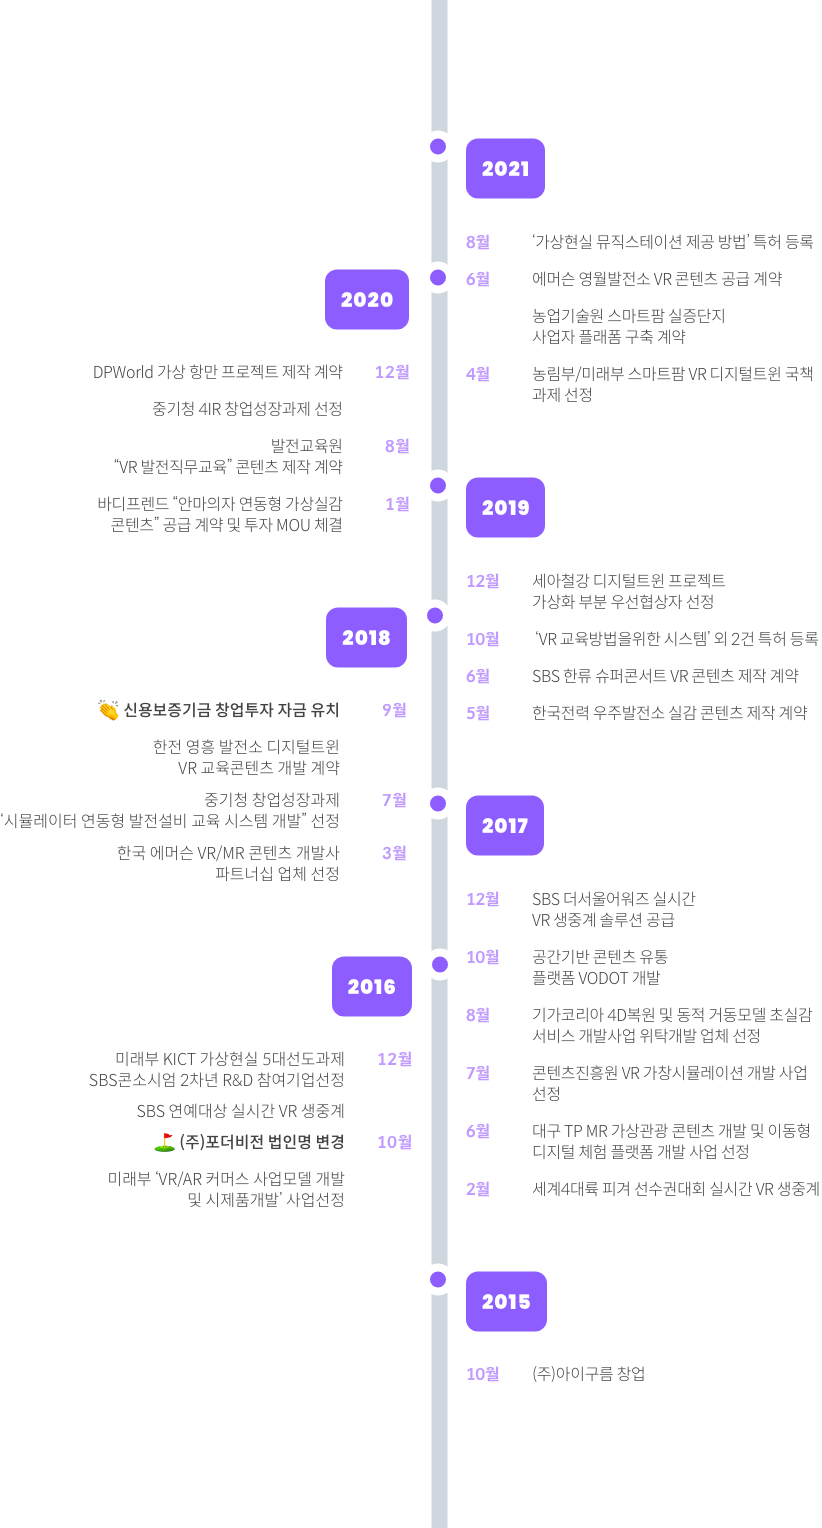 2021
8월 ‘가상현실 뮤직스테이션 제공 방법’ 특허 등록
6월 에머슨 영월발전소 VR 콘텐츠 공급 계약
농업기술원 스마트팜 실증단지
사업자 플래폼 구축 계약
4월 농림부/미래부 스마트팜 VR 디지털트윈 국책
과제 선정
2020
DPWorld 가상 항만 프로젝트 제작 계약 12월
중기청 4IR 창업성장과제 선정
발전교육원 8월
“VR 발전직무교육” 콘텐츠 제작 계약
바디프렌드 “안마의자 연동형 가상실감 1월
콘텐츠” 공급 계약 및 투자 MOU 체결
2019
12월 세아철강 디지털트윈 프로젝트
가상화 부분 우선협상자 선정
10월 ‘VR 교육방법을위한 시스템’ 외 2건 특허 등록
6월 SBS 한류 슈퍼콘서트 VR 콘텐츠 제작 계약
5월 한국전력 우주발전소 실감 콘텐츠 제작 계약
2018
👏 신용보증기금 창업투자 자금 유치 9월
한전 영흥 발전소 디지털트윈
VR 교육콘텐츠 개발 계약
중기청 창업성장과제 7월
‘시뮬레이터 연동형 발전설비 교육 시스템 개발” 선정
한국 에머슨 VR/MR 콘텐츠 개발사 3월
파트너십 업체 선정
2017
12월 SBS 더서울어워즈 실시간
VR 생중계 솔루션 공급
10월 공간기반 콘텐츠 유통
플랫폼 VODOT 개발
8월 기가코리아 4D복원 및 동적 거동모델 초실감
서비스 개발사업 위탁개발 업체 선정
7월 콘텐츠진흥원 VR 가창시뮬레이션 개발 사업
선정
6월 대구 TP MR 가상관광 콘텐츠 개발 및 이동형
디지털 체험 플랫폼 개발 사업 선정
2월 세계4대륙 피겨 선수권대회 실시간 VR 생중계
2016
미래부 KICT 가상현실 5대선도과제 12월
SBS콘소시엄 2차년 R&D 참여기업선정
SBS 연예대상 실시간 VR 생중계
⛳ (주)포더비전 법인명 변경 10월
미래부 ‘VR/AR 커머스 사업모델 개발
및 시제품개발’ 사업선정
2015
10월 (주)아이구름 창업